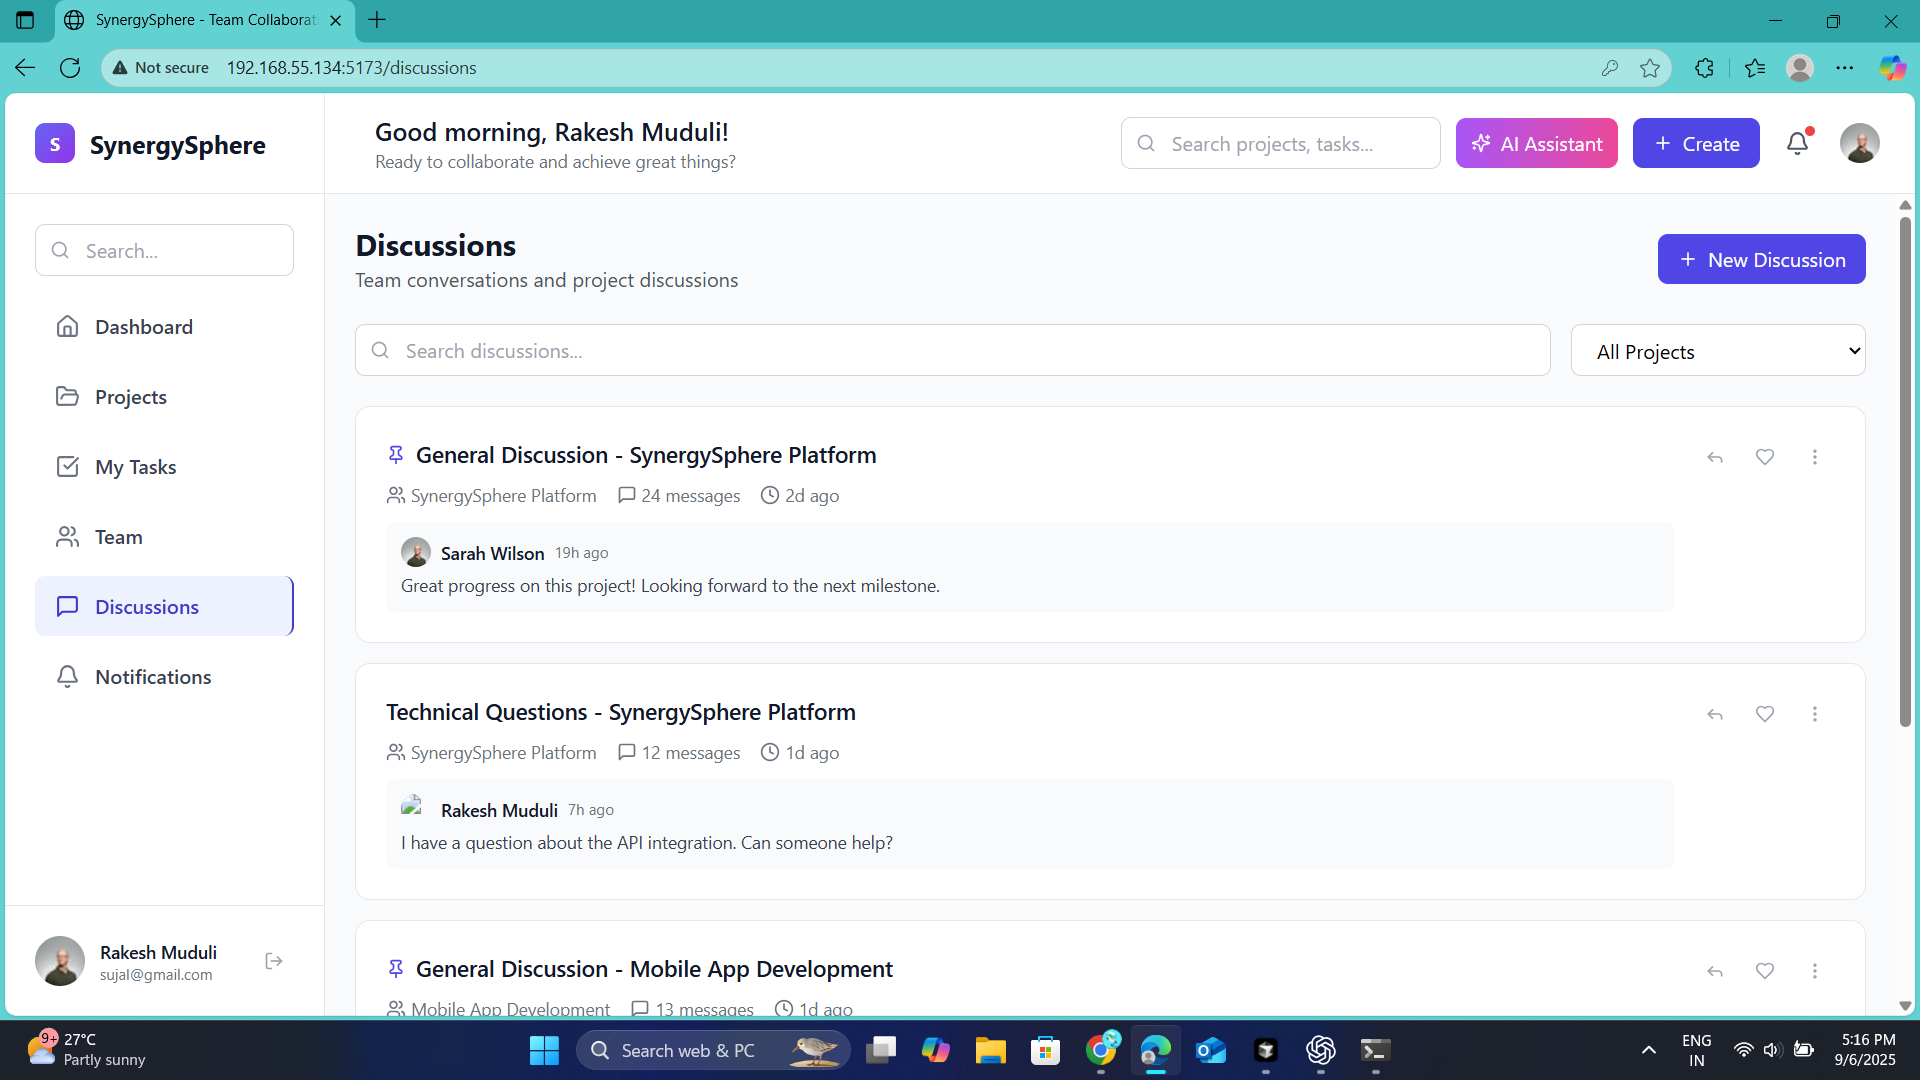 SynergySphere - Team Collaborati
Not secure 192.168.55.134:5173/discussions
S SynergySphere
Good morning, Rakesh Muduli!
Ready to collaborate and achieve great things?
Search projects, tasks...
AI Assistant
Create
Search...
Dashboard
Projects
My Tasks
Team
Discussions
Notifications
Rakesh Muduli
sujal@gmail.com
Discussions
Team conversations and project discussions
New Discussion
Search discussions...
All Projects
General Discussion - SynergySphere Platform
SynergySphere Platform 24 messages 2d ago
Sarah Wilson 19h ago
Great progress on this project! Looking forward to the next milestone.
Technical Questions - SynergySphere Platform
SynergySphere Platform 12 messages 1d ago
Rakesh Muduli 7h ago
I have a question about the API integration. Can someone help?
General Discussion - Mobile App Development
Mobile App Development 13 messages 1d ago
9+
27°C
Partly sunny
Search web & PC
ENG
IN
5:16 PM
9/6/2025